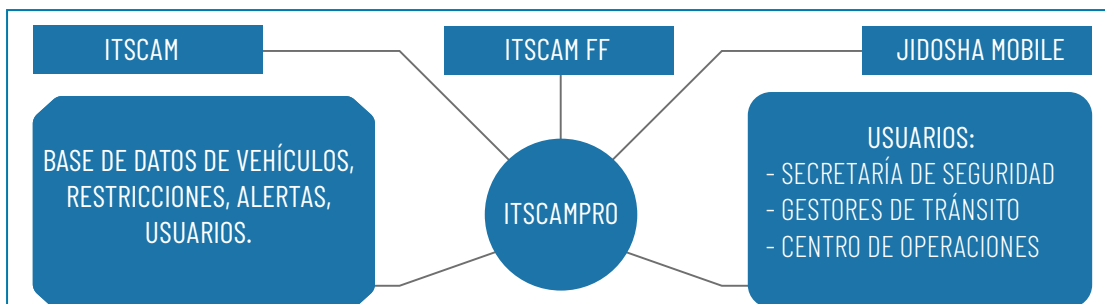 ITSCAM
ITSCAM FF
JIDOSHA MOBILE
BASE DE DATOS DE VEHÍCULOS,
RESTRICCIONES, ALERTAS,
USUARIOS.
ITSCAMPRO
USUARIOS:
- SECRETARÍA DE SEGURIDAD
- GESTORES DE TRÁNSITO
- CENTRO DE OPERACIONES